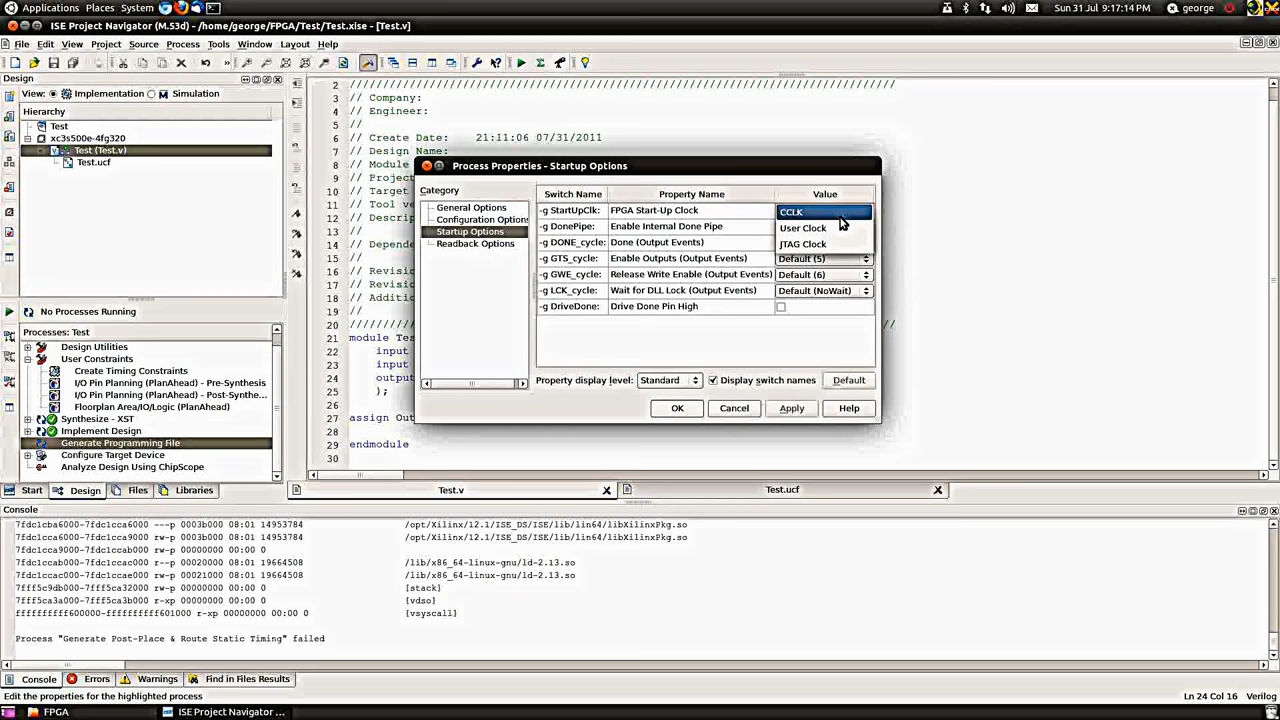 Applications Places System
Sun 31 Jul 9:17:14 PM george
ISE Project Navigator (M.53d) - /home/george/FPGA/Test/Test.xise - [Test.v]
File Edit View Project Source Process Tools Window Layout Help
Design
View: Implementation Simulation
Hierarchy
Test
xc3s500e-4fg320
Test (Test.v)
Test.ucf
No Processes Running
Processes: Test
Design Utilities
User Constraints
Create Timing Constraints
I/O Pin Planning (PlanAhead) - Pre-Synthesis
I/O Pin Planning (PlanAhead) - Post-Synthe...
Floorplan Area/IO/Logic (PlanAhead)
Synthesize - XST
Implement Design
Generate Programming File
Configure Target Device
Analyze Design Using ChipScope
Start Design Files Libraries
2 ////////////////////////////////////////////////////////////////////////////////
3 // Company:
4 // Engineer:
5 //
6 // Create Date: 21:11:06 07/31/2011
7 // Design Name:
8 // Module
9 // Project
10 // Target
11 // Tool ve
12 // Descrip
13 //
14 // Depende
15 //
16 // Revisio
17 // Revisio
18 // Additio
19 //
20 //
21 module Tes
22 input
23 input
24 output
25 );
26
27 assign Out
28
29 endmodule
30
Process Properties - Startup Options
Category
General Options
Configuration Options
Startup Options
Readback Options
Switch Name Property Name Value
-g StartUpClk: FPGA Start-Up Clock CCLK
-g DonePipe: Enable Internal Done Pipe User Clock
-g DONE_cycle: Done (Output Events) JTAG Clock
-g GTS_cycle: Enable Outputs (Output Events) Default (5)
-g GWE_cycle: Release Write Enable (Output Events) Default (6)
-g LCK_cycle: Wait for DLL Lock (Output Events) Default (NoWait)
-g DriveDone: Drive Done Pin High
Property display level: Standard Display switch names Default
OK Cancel Apply Help
Test.v Test.ucf
Console
7fdc1cba6000-7fdc1cca6000 ---p 0003b000 08:01 14953784 /opt/Xilinx/12.1/ISE_DS/ISE/lib/lin64/libXilinxPkg.so
7fdc1cca6000-7fdc1cca9000 rw-p 0003b000 08:01 14953784 /opt/Xilinx/12.1/ISE_DS/ISE/lib/lin64/libXilinxPkg.so
7fdc1cca9000-7fdc1ccab000 rw-p 00000000 00:00 0
7fdc1ccab000-7fdc1ccac000 r--p 00020000 08:01 19664508 /lib/x86_64-linux-gnu/ld-2.13.so
7fdc1ccac000-7fdc1ccae000 rw-p 00021000 08:01 19664508 /lib/x86_64-linux-gnu/ld-2.13.so
7fff5c9db000-7fff5ca32000 rw-p 00000000 00:00 0 [stack]
7fff5ca3a000-7fff5ca3b000 r-xp 00000000 00:00 0 [vdso]
ffffffffff600000-ffffffffff601000 r-xp 00000000 00:00 0 [vsyscall]
Process "Generate Post-Place & Route Static Timing" failed
Console Errors Warnings Find in Files Results
Edit the properties for the highlighted process Ln 24 Col 16 Verilog
FPGA ISE Project Navigator ...